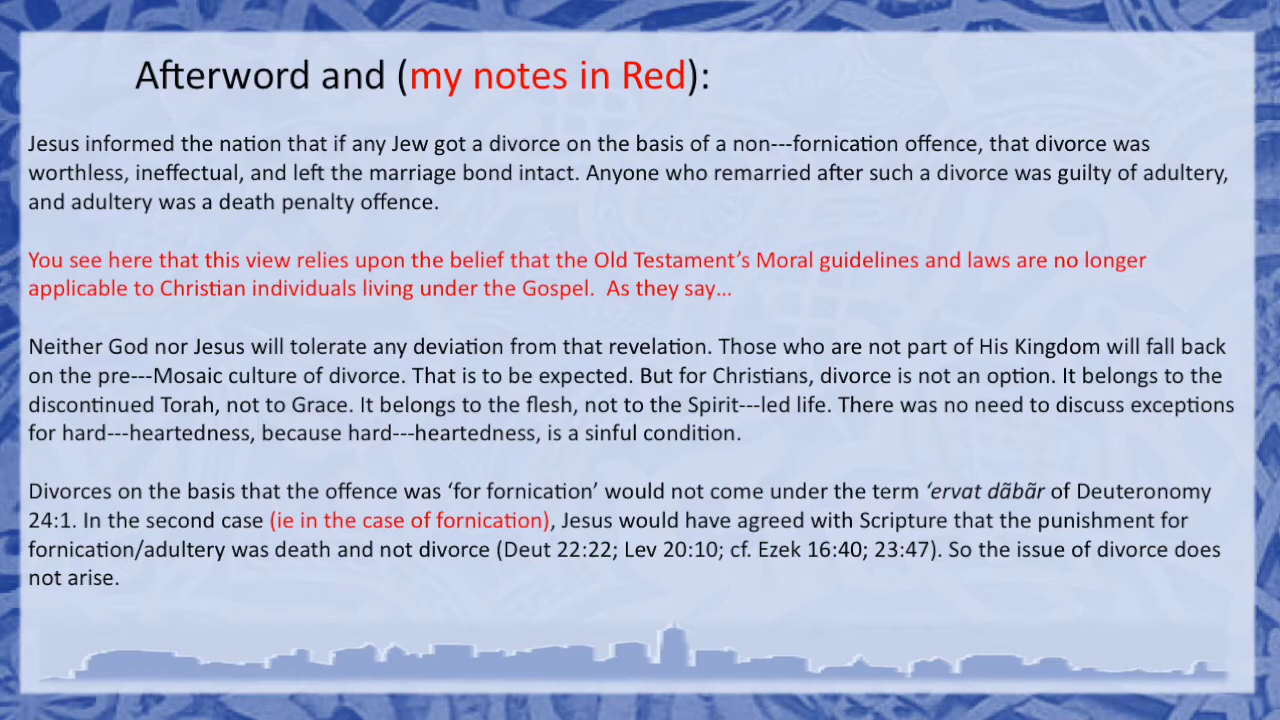 Afterword and (my notes in Red):
Jesus informed the nation that if any Jew got a divorce on the basis of a non---fornication offence, that divorce was
worthless, ineffectual, and left the marriage bond intact. Anyone who remarried after such a divorce was guilty of adultery,
and adultery was a death penalty offence.
You see here that this view relies upon the belief that the Old Testament’s Moral guidelines and laws are no longer
applicable to Christian individuals living under the Gospel.  As they say…
Neither God nor Jesus will tolerate any deviation from that revelation. Those who are not part of His Kingdom will fall back
on the pre---Mosaic culture of divorce. That is to be expected. But for Christians, divorce is not an option. It belongs to the
discontinued Torah, not to Grace. It belongs to the flesh, not to the Spirit---led life. There was no need to discuss exceptions
for hard---heartedness, because hard---heartedness, is a sinful condition.
Divorces on the basis that the offence was ‘for fornication’ would not come under the term ‘ervat dãbãr of Deuteronomy
24:1. In the second case (ie in the case of fornication), Jesus would have agreed with Scripture that the punishment for
fornication/adultery was death and not divorce (Deut 22:22; Lev 20:10; cf. Ezek 16:40; 23:47). So the issue of divorce does
not arise.